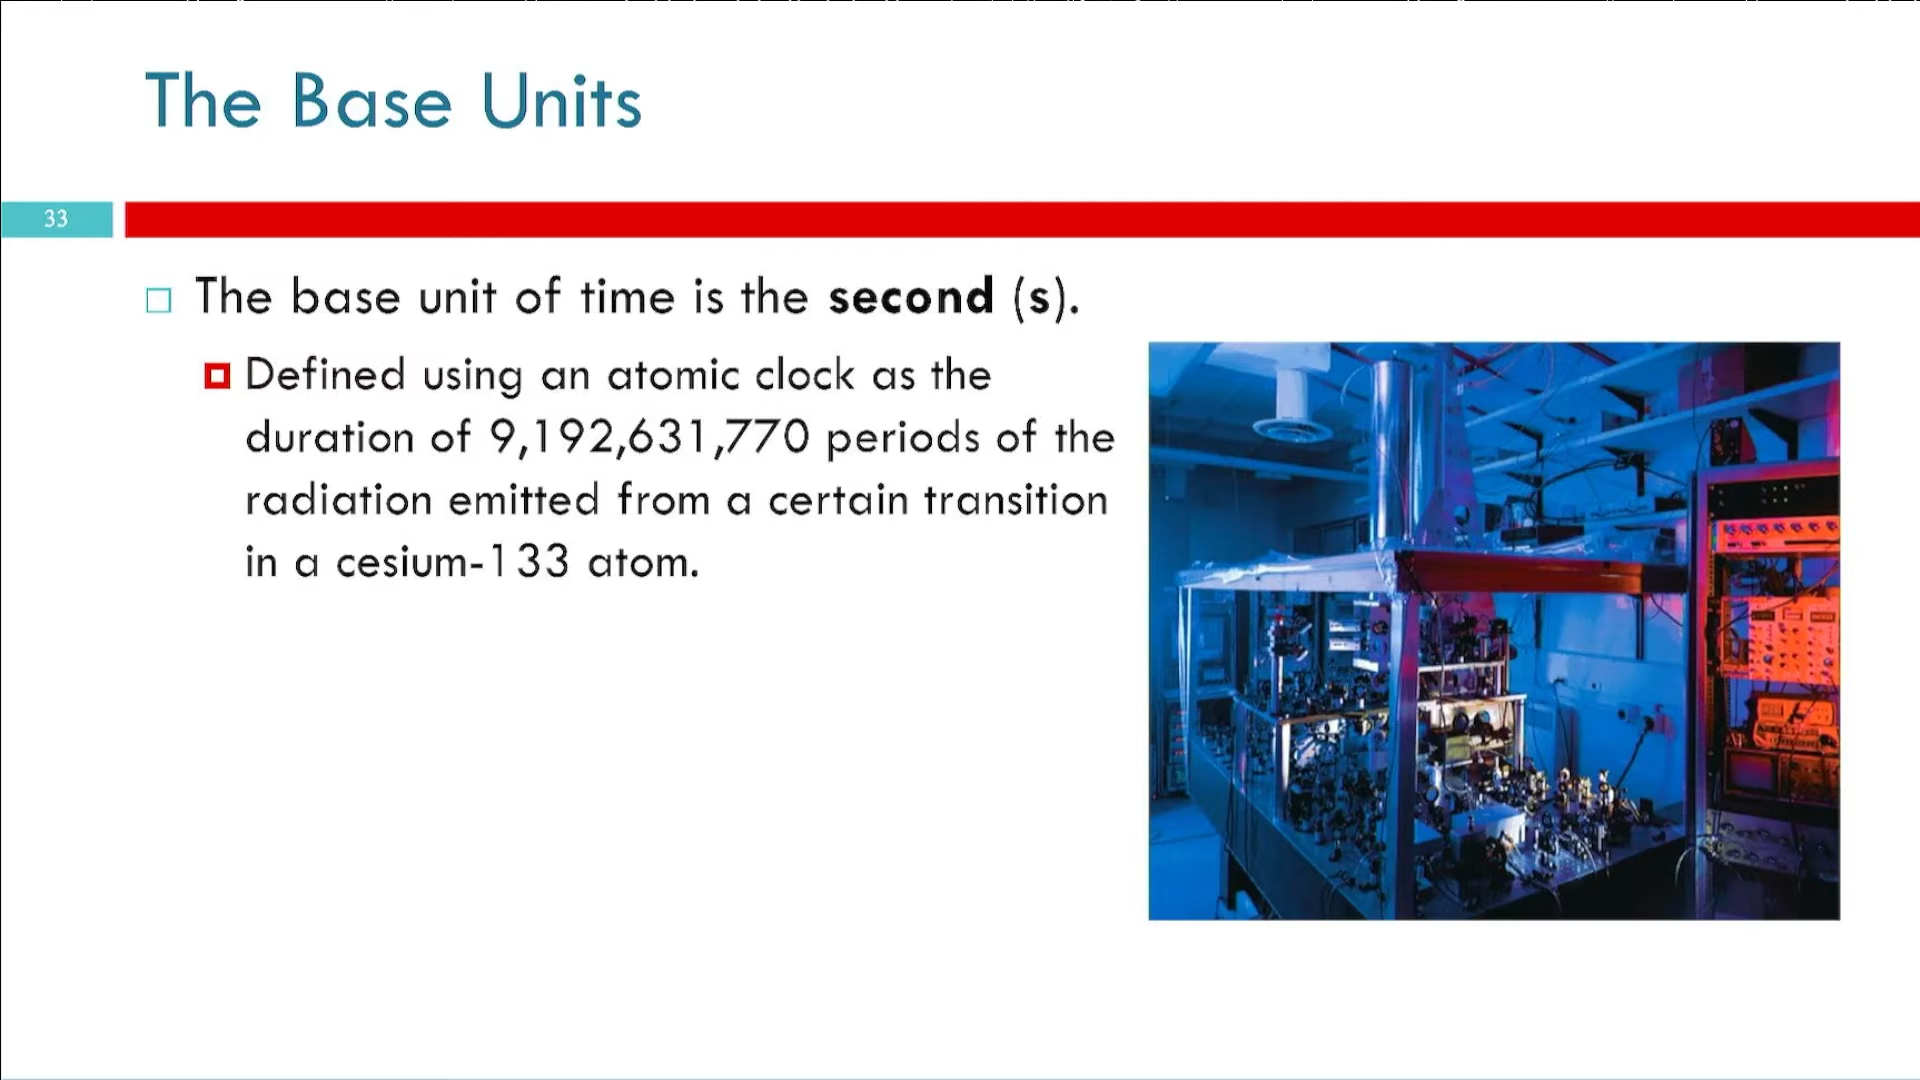 The Base Units
33
The base unit of time is the second (s).
Defined using an atomic clock as the
duration of 9,192,631,770 periods of the
radiation emitted from a certain transition
in a cesium-133 atom.